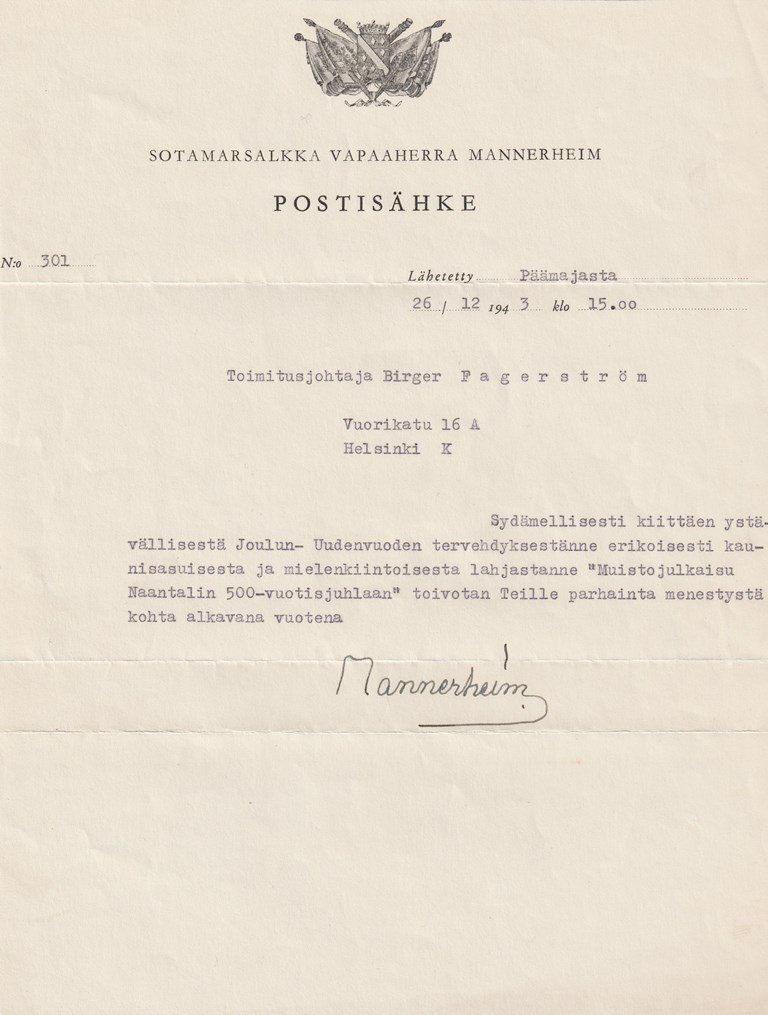 SOTAMARSALKKA VAPAAHERRA MANNERHEIM
POSTISÄHKE
N:o 301
Lähetetty Päämajasta
26 / 12 194 3 klo 15.00
Toimitusjohtaja Birger F a g e r s t r ö m
Vuorikatu 16 A
Helsinki K
Sydämellisesti kiittäen ystä-
vällisestä Joulun- Uudenvuoden tervehdyksestänne erikoisesti kau-
nisasuisesta ja mielenkiintoisesta lahjastanne "Muistojulkaisu
Naantalin 500-vuotisjuhlaan" toivotan Teille parhainta menestystä
kohta alkavana vuotena
Mannerheim